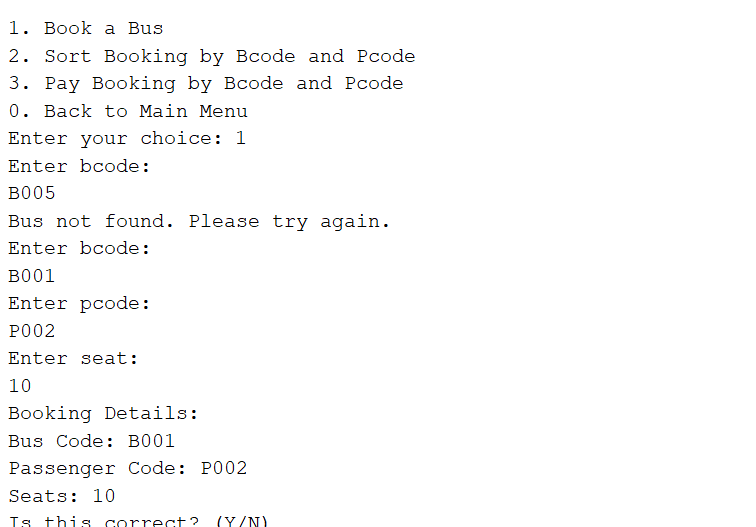 1. Book a Bus
2. Sort Booking by Bcode and Pcode
3. Pay Booking by Bcode and Pcode
0. Back to Main Menu
Enter your choice: 1
Enter bcode:
B005
Bus not found. Please try again.
Enter bcode:
B001
Enter pcode:
P002
Enter seat:
10
Booking Details:
Bus Code: B001
Passenger Code: P002
Seats: 10
Is this correct? (Y/N)